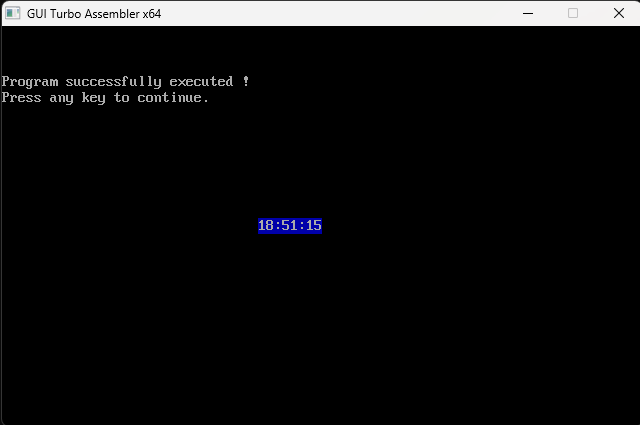 GUI Turbo Assembler x64
Program successfully executed !
Press any key to continue.
18:51:15